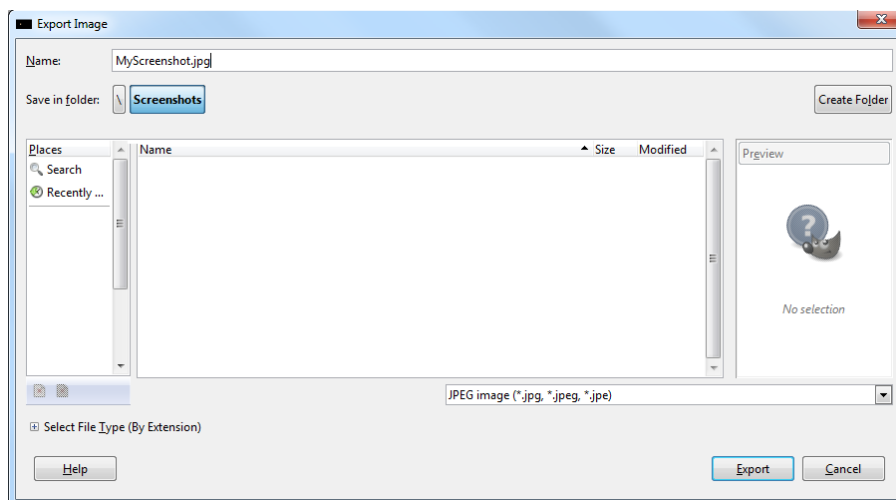 Export Image
Name: MyScreenshot.jpg
Save in folder: \ Screenshots Create Folder
Places Name Size Modified Preview
Search
Recently ...
No selection
JPEG image (*.jpg, *.jpeg, *.jpe)
Select File Type (By Extension)
Help Export Cancel